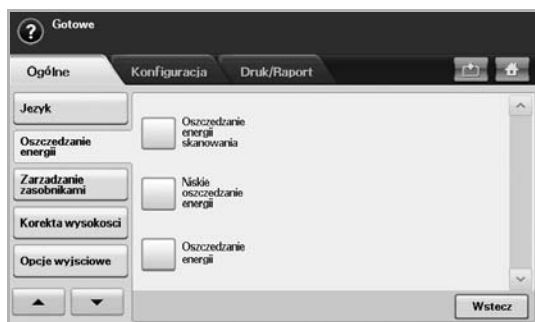 Gotowe
Ogólne
Konfiguracja
Druk/Raport
Jezyk
Oszczedzanie
energii
Zarzadzanie
zasobnikami
Korekta wysokosci
Opcje wyjsciowe
Oszczedzanie
energii
skanowania
Niskie
oszczedzanie
energii
Oszczedzanie
energii
Wstecz